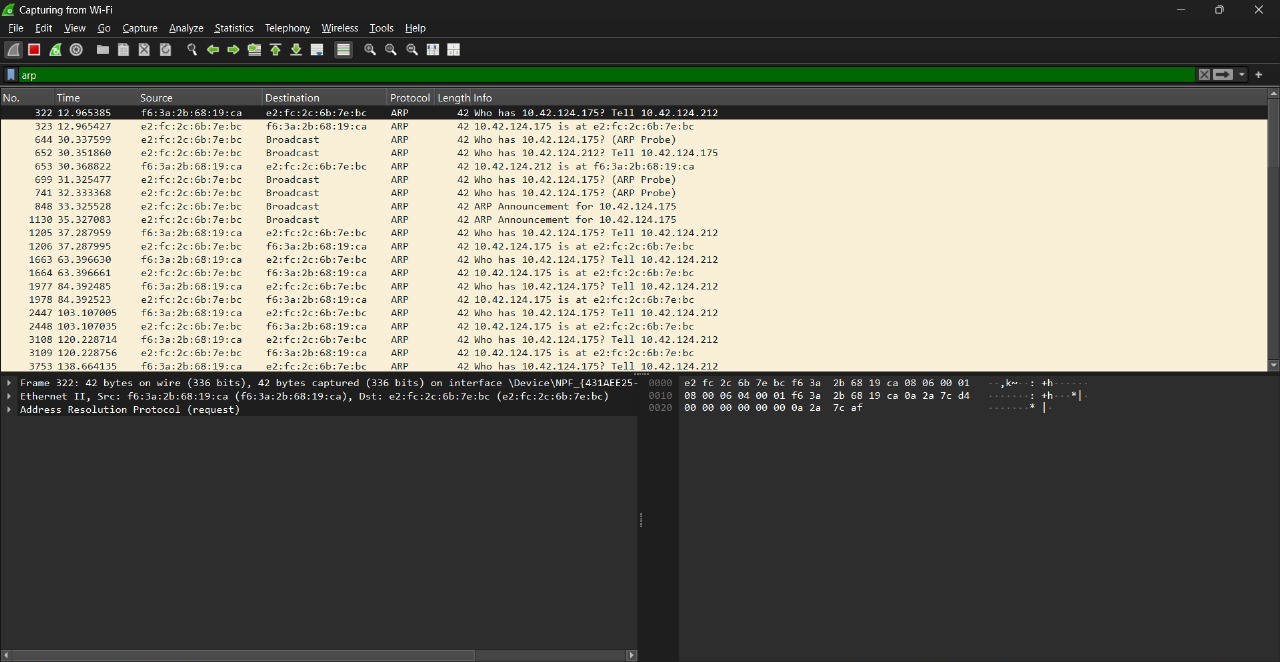 Capturing from Wi-Fi
File Edit View Go Capture Analyze Statistics Telephony Wireless Tools Help
arp
No. Time Source Destination Protocol Length Info
322 12.965385 f6:3a:2b:68:19:ca e2:fc:2c:6b:7e:bc ARP 42 Who has 10.42.124.175? Tell 10.42.124.212
323 12.965427 e2:fc:2c:6b:7e:bc f6:3a:2b:68:19:ca ARP 42 10.42.124.175 is at e2:fc:2c:6b:7e:bc
644 30.337599 e2:fc:2c:6b:7e:bc Broadcast ARP 42 Who has 10.42.124.175? (ARP Probe)
652 30.351860 e2:fc:2c:6b:7e:bc Broadcast ARP 42 Who has 10.42.124.212? Tell 10.42.124.175
653 30.368822 f6:3a:2b:68:19:ca e2:fc:2c:6b:7e:bc ARP 42 10.42.124.212 is at f6:3a:2b:68:19:ca
699 31.325477 e2:fc:2c:6b:7e:bc Broadcast ARP 42 Who has 10.42.124.175? (ARP Probe)
741 32.333368 e2:fc:2c:6b:7e:bc Broadcast ARP 42 Who has 10.42.124.175? (ARP Probe)
848 33.325528 e2:fc:2c:6b:7e:bc Broadcast ARP 42 ARP Announcement for 10.42.124.175
1130 35.327083 e2:fc:2c:6b:7e:bc Broadcast ARP 42 ARP Announcement for 10.42.124.175
1205 37.287959 f6:3a:2b:68:19:ca e2:fc:2c:6b:7e:bc ARP 42 Who has 10.42.124.175? Tell 10.42.124.212
1206 37.287995 e2:fc:2c:6b:7e:bc f6:3a:2b:68:19:ca ARP 42 10.42.124.175 is at e2:fc:2c:6b:7e:bc
1663 63.396630 f6:3a:2b:68:19:ca e2:fc:2c:6b:7e:bc ARP 42 Who has 10.42.124.175? Tell 10.42.124.212
1664 63.396661 e2:fc:2c:6b:7e:bc f6:3a:2b:68:19:ca ARP 42 10.42.124.175 is at e2:fc:2c:6b:7e:bc
1977 84.392485 f6:3a:2b:68:19:ca e2:fc:2c:6b:7e:bc ARP 42 Who has 10.42.124.175? Tell 10.42.124.212
1978 84.392523 e2:fc:2c:6b:7e:bc f6:3a:2b:68:19:ca ARP 42 10.42.124.175 is at e2:fc:2c:6b:7e:bc
2447 103.107005 f6:3a:2b:68:19:ca e2:fc:2c:6b:7e:bc ARP 42 Who has 10.42.124.175? Tell 10.42.124.212
2448 103.107035 e2:fc:2c:6b:7e:bc f6:3a:2b:68:19:ca ARP 42 10.42.124.175 is at e2:fc:2c:6b:7e:bc
3108 120.228714 f6:3a:2b:68:19:ca e2:fc:2c:6b:7e:bc ARP 42 Who has 10.42.124.175? Tell 10.42.124.212
3109 120.228756 e2:fc:2c:6b:7e:bc f6:3a:2b:68:19:ca ARP 42 10.42.124.175 is at e2:fc:2c:6b:7e:bc
3753 138.664135 f6:3a:2b:68:19:ca e2:fc:2c:6b:7e:bc ARP 42 Who has 10.42.124.175? Tell 10.42.124.212
Frame 322: 42 bytes on wire (336 bits), 42 bytes captured (336 bits) on interface \Device\NPF_{431AEE25-
Ethernet II, Src: f6:3a:2b:68:19:ca (f6:3a:2b:68:19:ca), Dst: e2:fc:2c:6b:7e:bc (e2:fc:2c:6b:7e:bc)
Address Resolution Protocol (request)
0000 e2 fc 2c 6b 7e bc f6 3a 2b 68 19 ca 08 06 00 01 ··,k~··: +h······
0010 08 00 06 04 00 01 f6 3a 2b 68 19 ca 0a 2a 7c d4 ·······: +h···*|·
0020 00 00 00 00 00 00 0a 2a 7c af ·······* |·